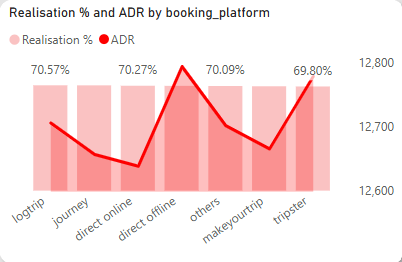 Realisation % and ADR by booking_platform
Realisation % ADR
70.57% 70.27% 70.09% 69.80%
12,800
12,700
12,600
logtrip journey direct online direct offline others makeyourtrip tripster